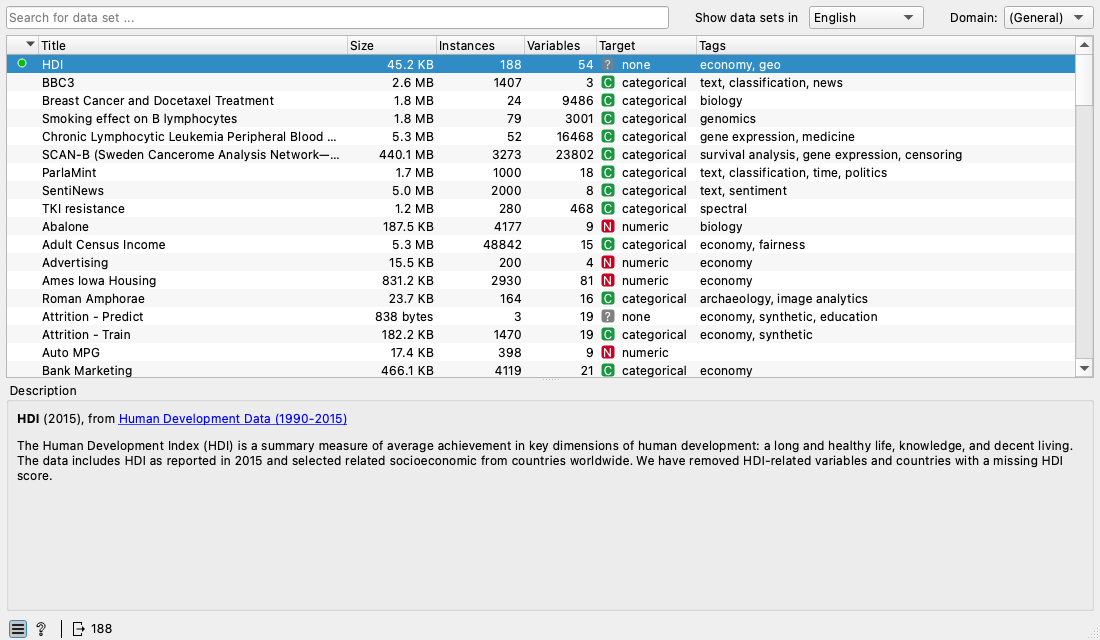 Search for data set ... Show data sets in English Domain: (General)
Title Size Instances Variables Target Tags
HDI 45.2 KB 188 54 ? none economy, geo
BBC3 2.6 MB 1407 3 C categorical text, classification, news
Breast Cancer and Docetaxel Treatment 1.8 MB 24 9486 C categorical biology
Smoking effect on B lymphocytes 1.8 MB 79 3001 C categorical genomics
Chronic Lymphocytic Leukemia Peripheral Blood ... 5.3 MB 52 16468 C categorical gene expression, medicine
SCAN-B (Sweden Cancerome Analysis Network—... 440.1 MB 3273 23802 C categorical survival analysis, gene expression, censoring
ParlaMint 1.7 MB 1000 18 C categorical text, classification, time, politics
SentiNews 5.0 MB 2000 8 C categorical text, sentiment
TKI resistance 1.2 MB 280 468 C categorical spectral
Abalone 187.5 KB 4177 9 N numeric biology
Adult Census Income 5.3 MB 48842 15 C categorical economy, fairness
Advertising 15.5 KB 200 4 N numeric economy
Ames Iowa Housing 831.2 KB 2930 81 N numeric economy
Roman Amphorae 23.7 KB 164 16 C categorical archaeology, image analytics
Attrition - Predict 838 bytes 3 19 ? none economy, synthetic, education
Attrition - Train 182.2 KB 1470 19 C categorical economy, synthetic
Auto MPG 17.4 KB 398 9 N numeric
Bank Marketing 466.1 KB 4119 21 C categorical economy
Description
HDI (2015), from Human Development Data (1990-2015)
The Human Development Index (HDI) is a summary measure of average achievement in key dimensions of human development: a long and healthy life, knowledge, and decent living.
The data includes HDI as reported in 2015 and selected related socioeconomic from countries worldwide. We have removed HDI-related variables and countries with a missing HDI
score.
? 188